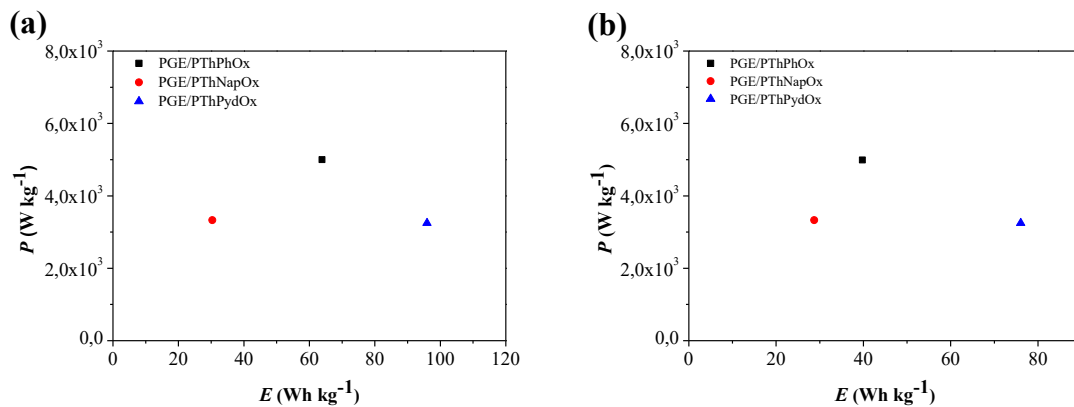 (a)
8,0x10³
6,0x10³
4,0x10³
2,0x10³
0,0
P (W kg⁻¹)
PGE/PThPhOx
PGE/PThNapOx
PGE/PThPydOx
0 20 40 60 80 100 120
E (Wh kg⁻¹)
(b)
8,0x10³
6,0x10³
4,0x10³
2,0x10³
0,0
P (W kg⁻¹)
PGE/PThPhOx
PGE/PThNapOx
PGE/PThPydOx
0 20 40 60 80
E (Wh kg⁻¹)